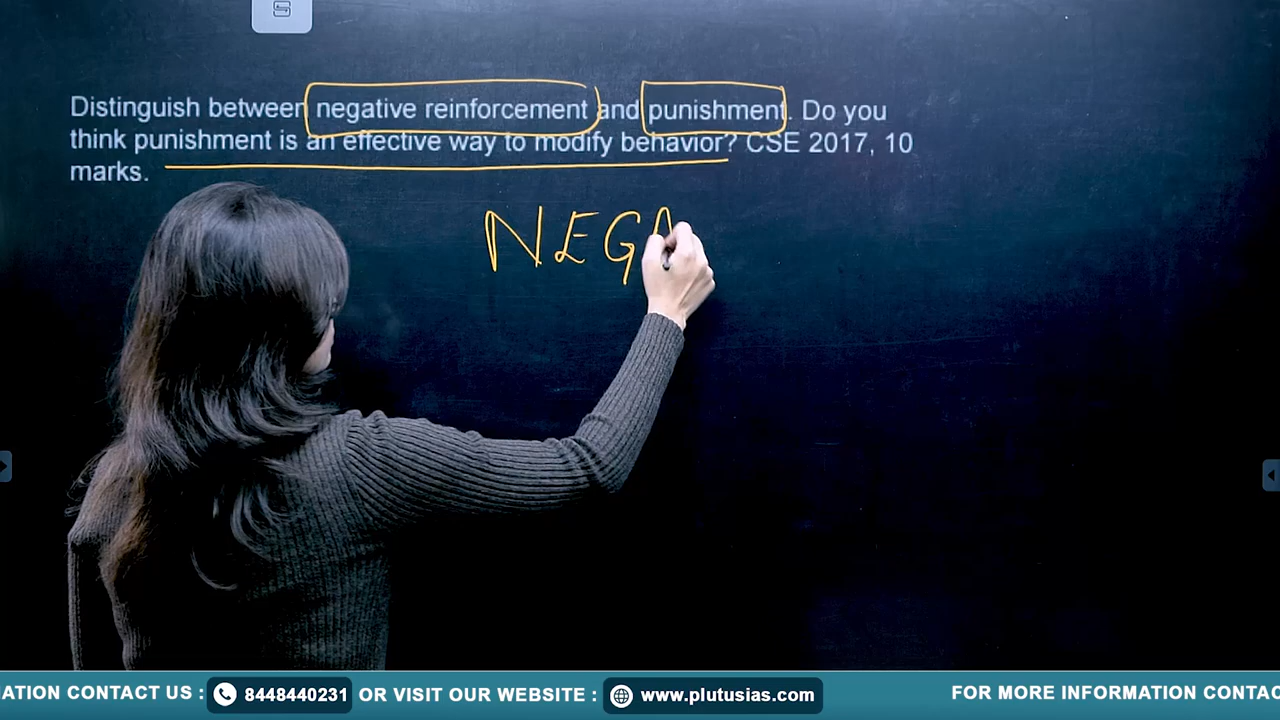 Distinguish between negative reinforcement and punishment. Do you
think punishment is an effective way to modify behavior? CSE 2017, 10
marks.
NEGA
ATION CONTACT US : 8448440231 OR VISIT OUR WEBSITE : www.plutusias.com FOR MORE INFORMATION CONTAC